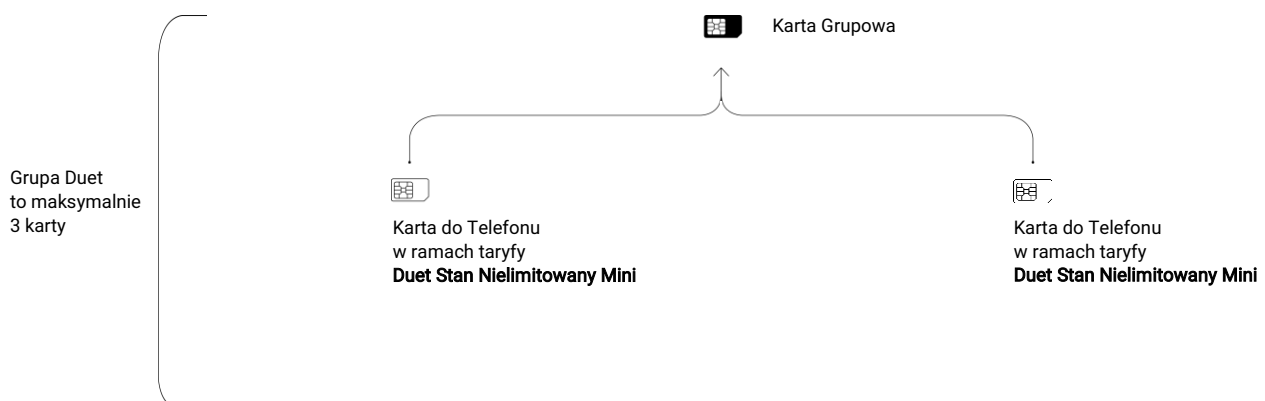 Karta Grupowa
Grupa Duet
to maksymalnie
3 karty
Karta do Telefonu
w ramach taryfy
Duet Stan Nielimitowany Mini
Karta do Telefonu
w ramach taryfy
Duet Stan Nielimitowany Mini